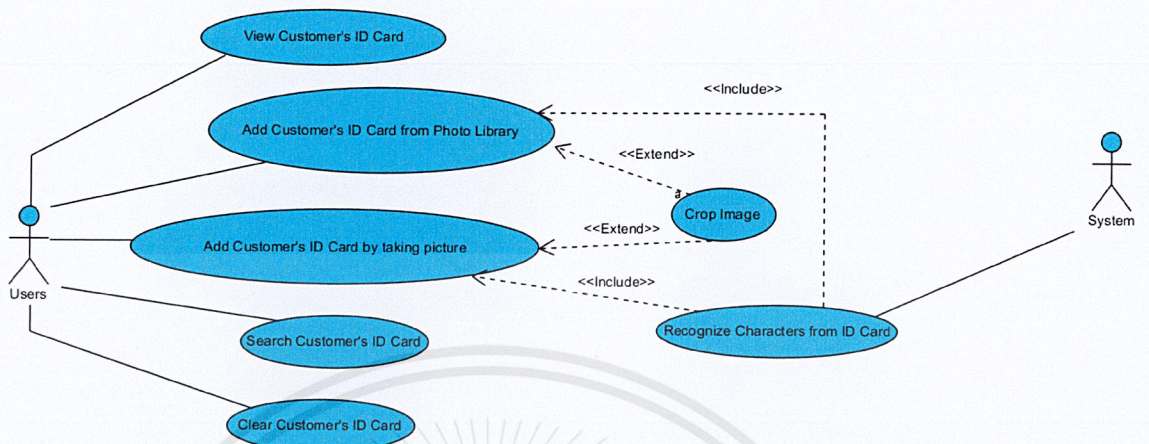 View Customer's ID Card
<<Include>>
Add Customer's ID Card from Photo Library
<<Extend>>
a
Crop Image
System
<<Extend>>
Add Customer's ID Card by taking picture
<<Include>>
Users
Recognize Characters from ID Card
Search Customer's ID Card
Clear Customer's ID Card